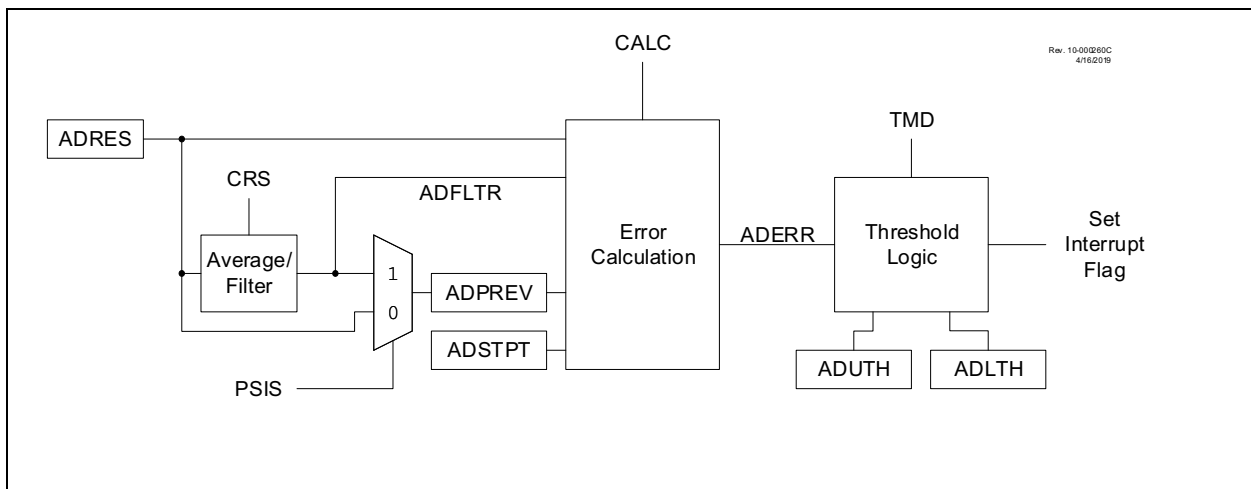 CALC
Rev. 10-000260C
4/16/2019
ADRES
TMD
CRS
ADFLTR
Average/
Filter
1
0
ADPREV
ADSTPT
PSIS
Error
Calculation
ADERR
Threshold
Logic
Set
Interrupt
Flag
ADUTH
ADLTH